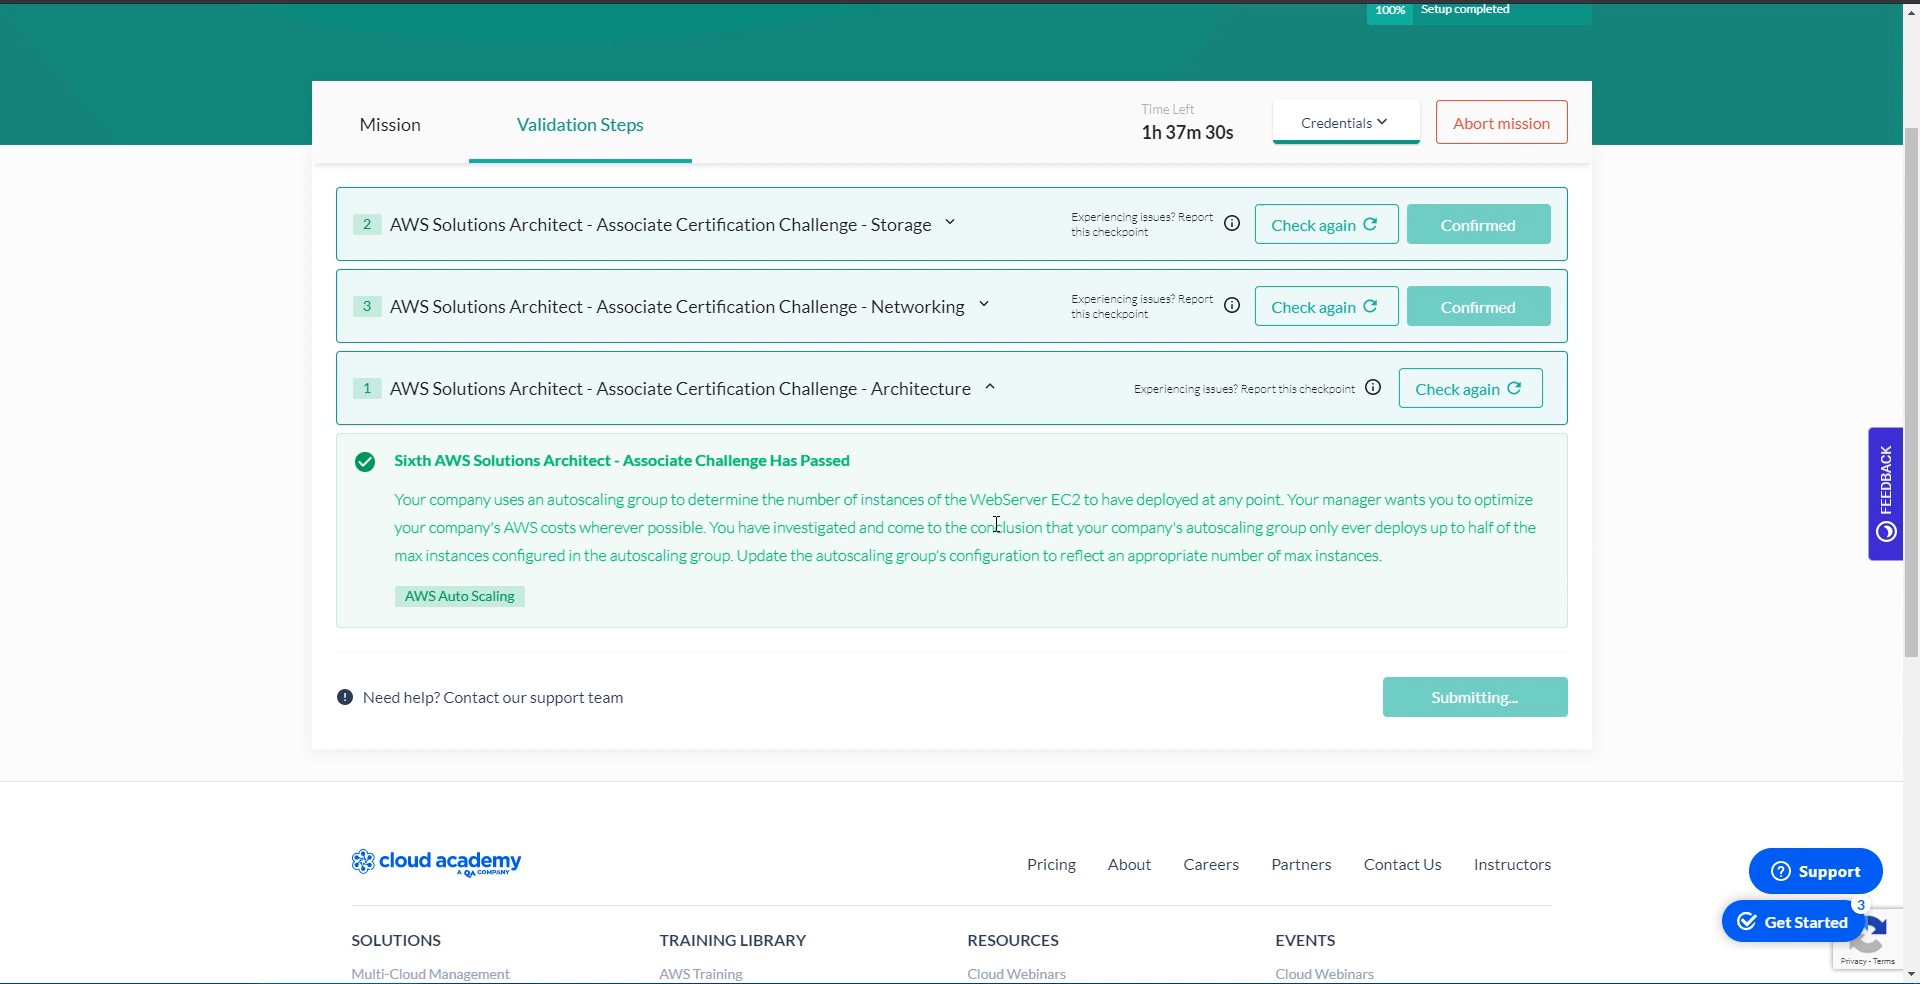 100% Setup completed
Mission
Validation Steps
Time Left
1h 37m 30s
Credentials
Abort mission
2 AWS Solutions Architect - Associate Certification Challenge - Storage
Experiencing issues? Report
this checkpoint
Check again
Confirmed
3 AWS Solutions Architect - Associate Certification Challenge - Networking
Experiencing issues? Report
this checkpoint
Check again
Confirmed
1 AWS Solutions Architect - Associate Certification Challenge - Architecture
Experiencing issues? Report this checkpoint
Check again
Sixth AWS Solutions Architect - Associate Challenge Has Passed
Your company uses an autoscaling group to determine the number of instances of the WebServer EC2 to have deployed at any point. Your manager wants you to optimize
your company's AWS costs wherever possible. You have investigated and come to the conclusion that your company's autoscaling group only ever deploys up to half of the
max instances configured in the autoscaling group. Update the autoscaling group's configuration to reflect an appropriate number of max instances.
AWS Auto Scaling
Need help? Contact our support team
Submitting...
FEEDBACK
cloud academy
A QA COMPANY
Pricing About Careers Partners Contact Us Instructors
Support
3
Get Started
Privacy - Terms
SOLUTIONS TRAINING LIBRARY RESOURCES EVENTS
Multi-Cloud Management AWS Training Cloud Webinars Cloud Webinars